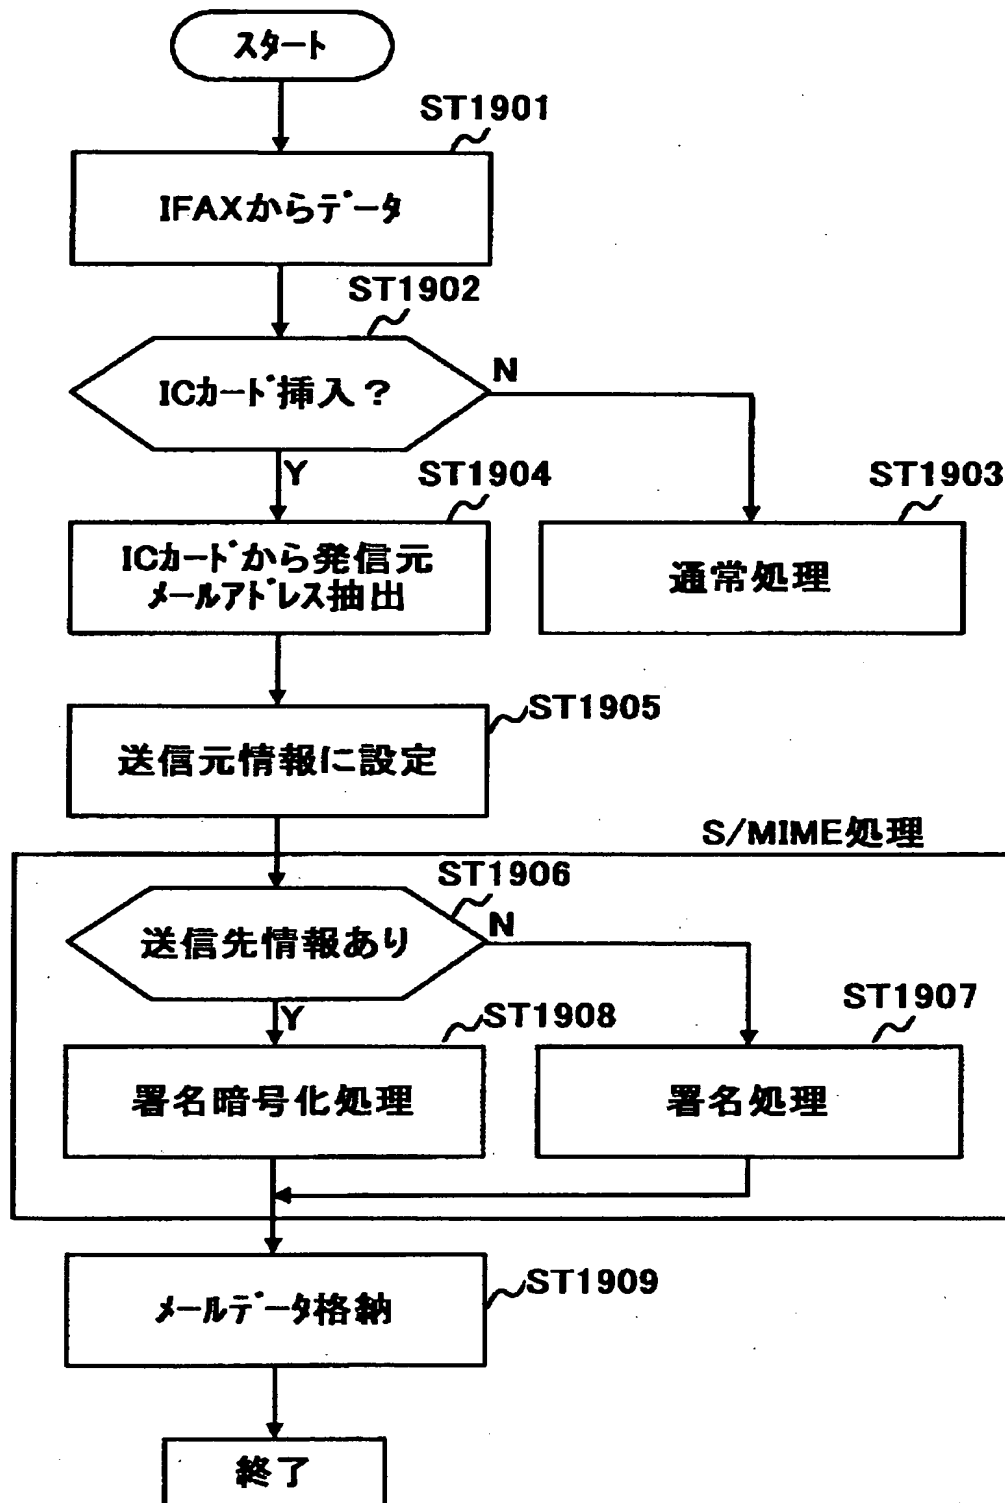 スタート
ST1901
IFAXからデータ
ST1902
ICカード挿入?
N
Y
ST1904
ICカードから発信元
メールアドレス抽出
ST1903
通常処理
ST1905
送信元情報に設定
S/MIME処理
ST1906
送信先情報あり
N
Y
ST1908
署名暗号化処理
ST1907
署名処理
ST1909
メールデータ格納
終了